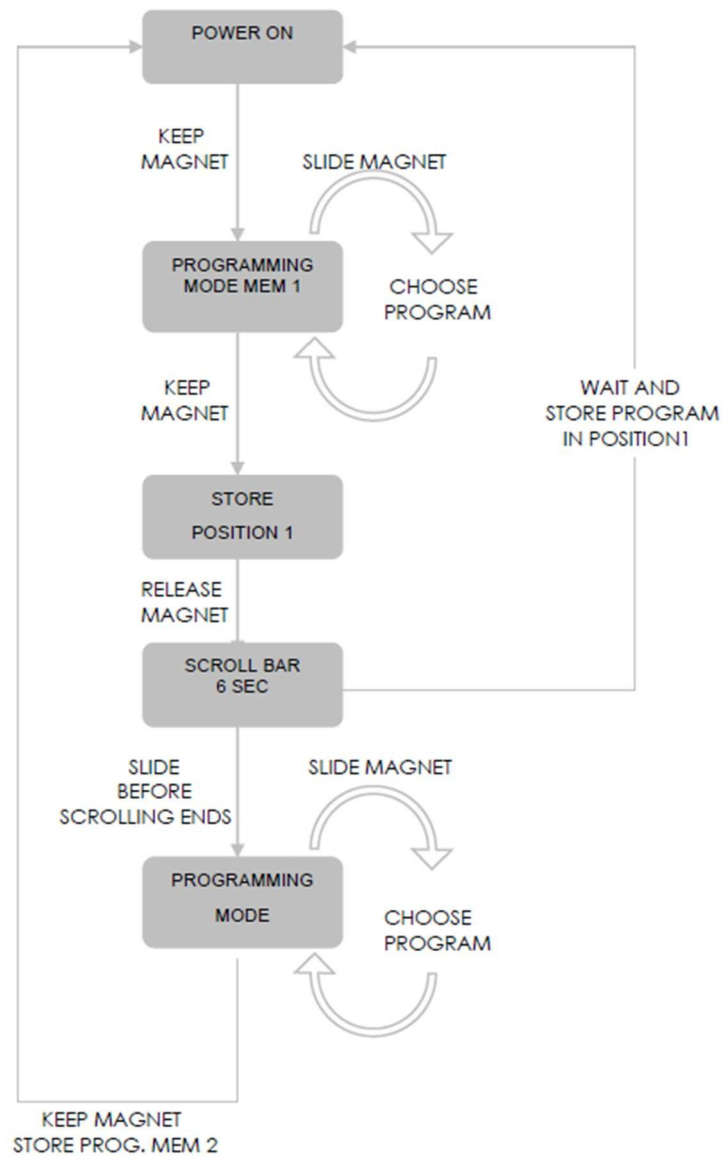 POWER ON
KEEP
MAGNET
SLIDE MAGNET
PROGRAMMING
MODE MEM 1
CHOOSE
PROGRAM
KEEP
MAGNET
WAIT AND
STORE PROGRAM
IN POSITION1
STORE
POSITION 1
RELEASE
MAGNET
SCROLL BAR
6 SEC
SLIDE
BEFORE
SCROLLING ENDS
SLIDE MAGNET
PROGRAMMING
MODE
CHOOSE
PROGRAM
KEEP MAGNET
STORE PROG. MEM 2